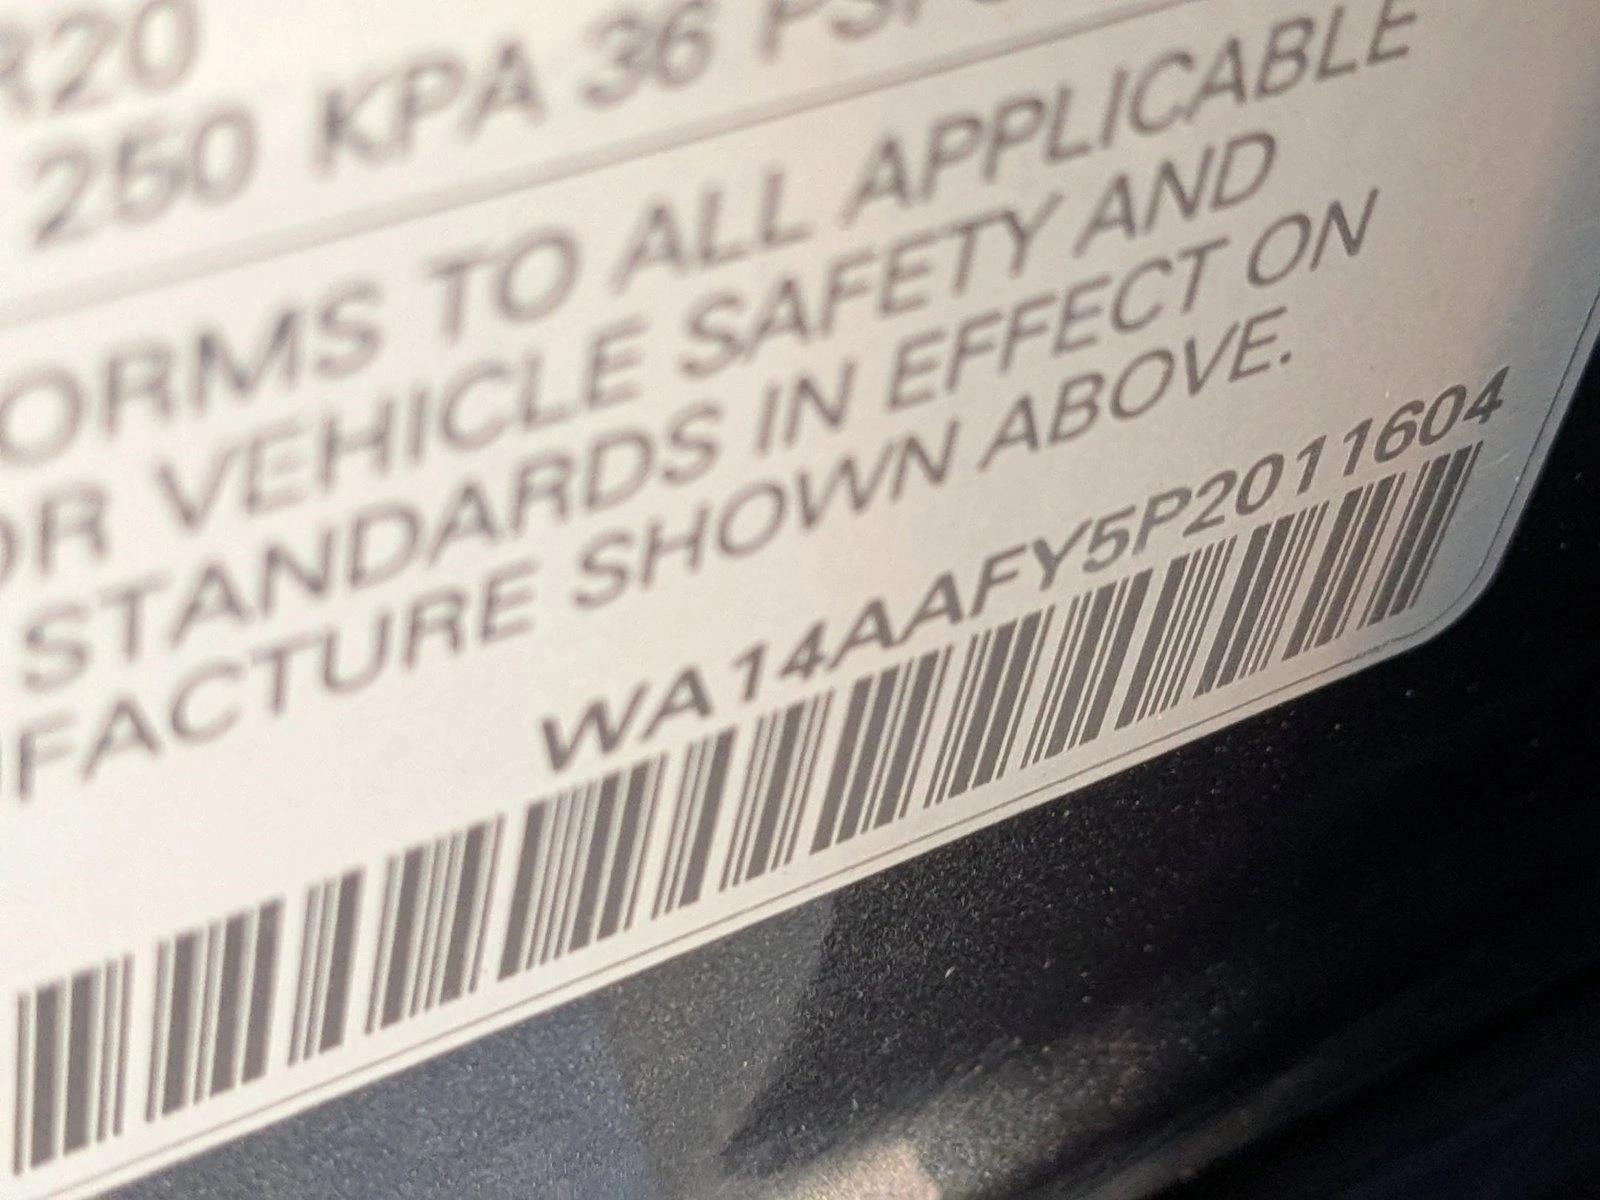 R20
250 KPA 36 PSI
ORMS TO ALL APPLICABLE
OR VEHICLE SAFETY AND
STANDARDS IN EFFECT ON
FACTURE SHOWN ABOVE.
WA14AAFY5P2011604